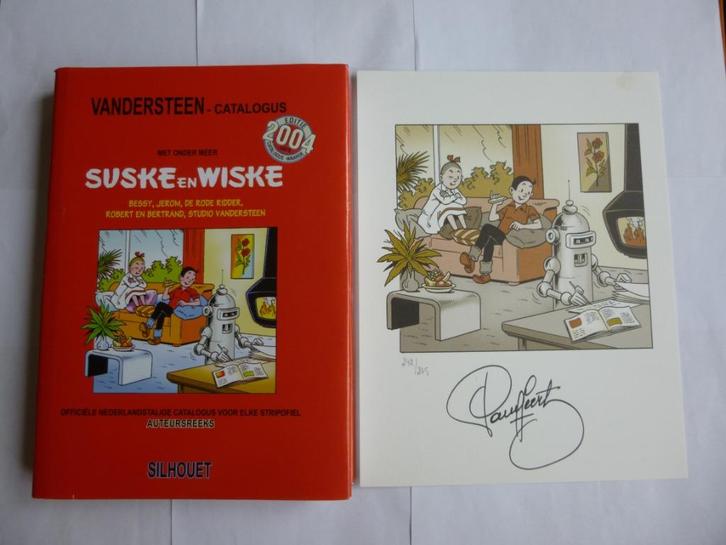 VANDERSTEEN - CATALOGUS
EDITIE
2004
MET ONDER MEER
SUSKE EN WISKE
BESSY, JEROM, DE RODE RIDDER,
ROBERT EN BERTRAND, STUDIO VANDERSTEEN
OFFICIËLE NEDERLANDSTALIGE CATALOGUS VOOR ELKE STRIPOFIEL
AUTEURSREEKS
SILHOUET